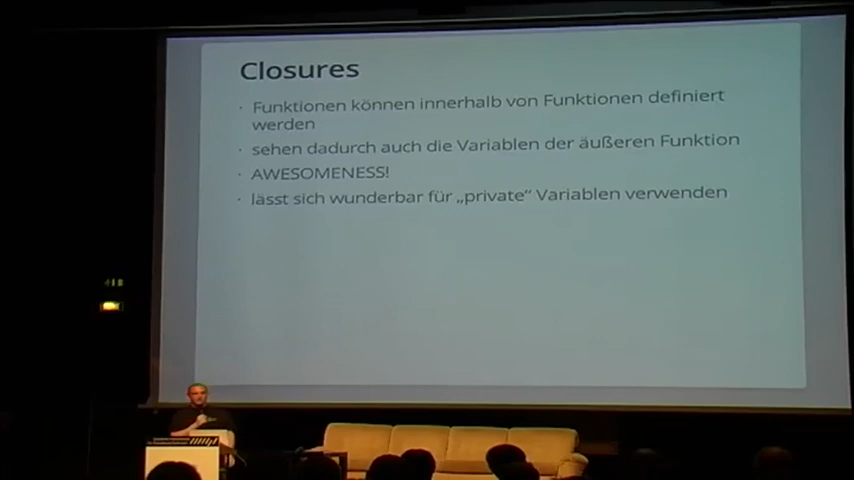 Closures
· Funktionen können innerhalb von Funktionen definiert
werden
· sehen dadurch auch die Variablen der äußeren Funktion
· AWESOMENESS!
· lässt sich wunderbar für „private“ Variablen verwenden